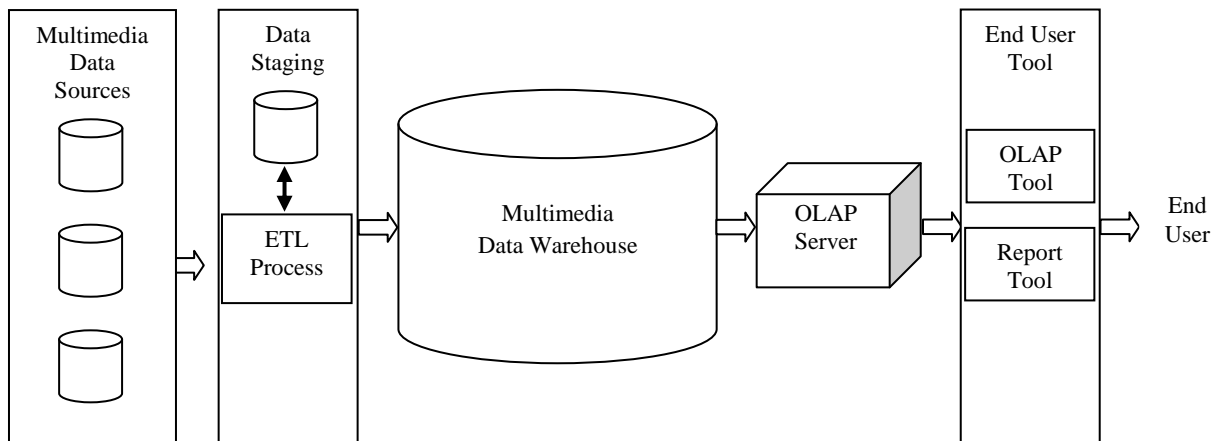 Multimedia
Data
Sources
Data
Staging
ETL
Process
Multimedia
Data Warehouse
OLAP
Server
End User
Tool
OLAP
Tool
Report
Tool
End
User